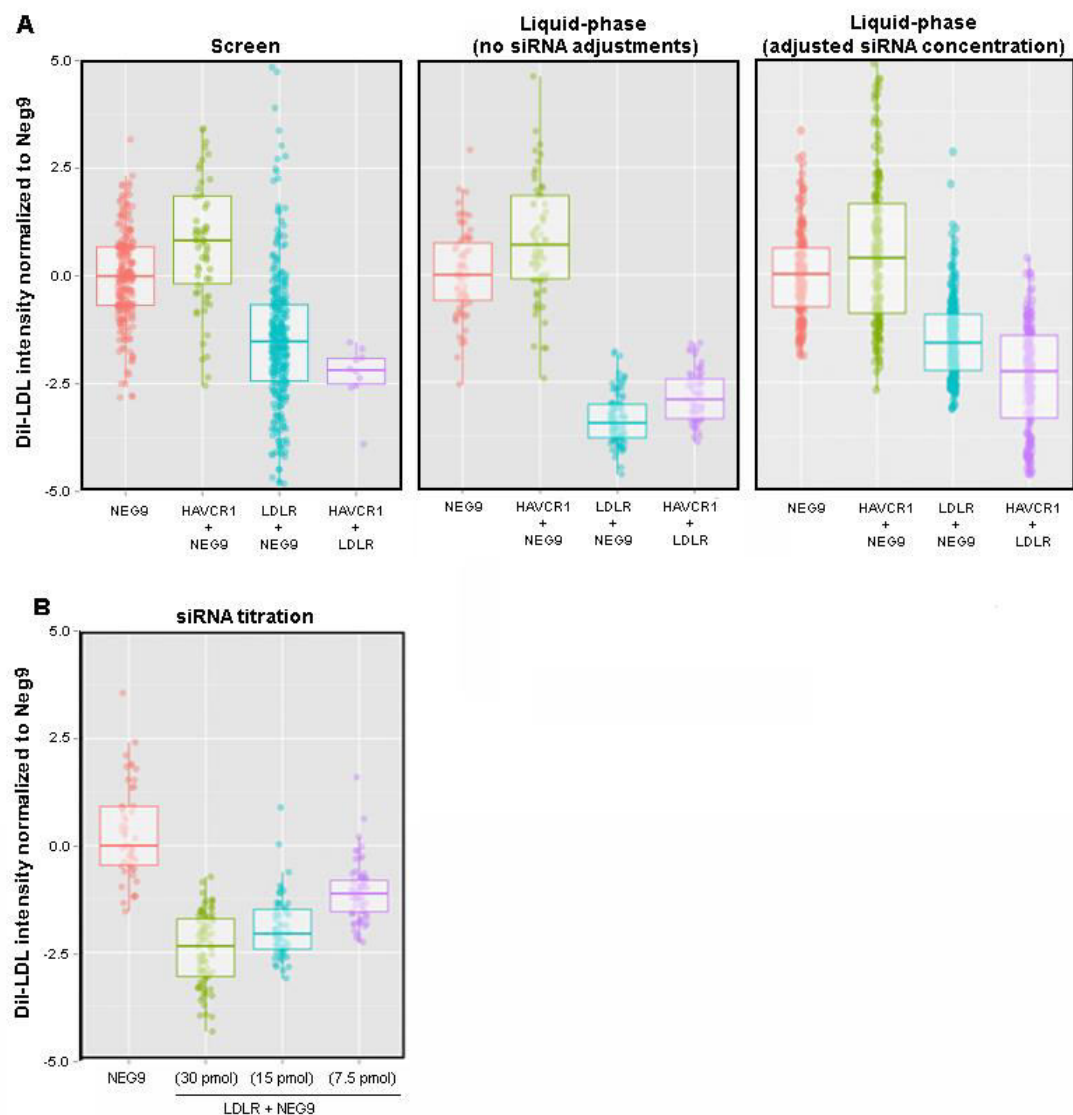 A
Screen
Liquid-phase
(no siRNA adjustments)
Liquid-phase
(adjusted siRNA concentration)
DiI-LDL intensity normalized to Neg9
5.0
2.5
0.0
-2.5
-5.0
NEG9
HAVCR1
+
NEG9
LDLR
+
NEG9
HAVCR1
+
LDLR
NEG9
HAVCR1
+
NEG9
LDLR
+
NEG9
HAVCR1
+
LDLR
NEG9
HAVCR1
+
NEG9
LDLR
+
NEG9
HAVCR1
+
LDLR
B
siRNA titration
DiI-LDL intensity normalized to Neg9
5.0
2.5
0.0
-2.5
-5.0
NEG9 (30 pmol) (15 pmol) (7.5 pmol)
LDLR + NEG9